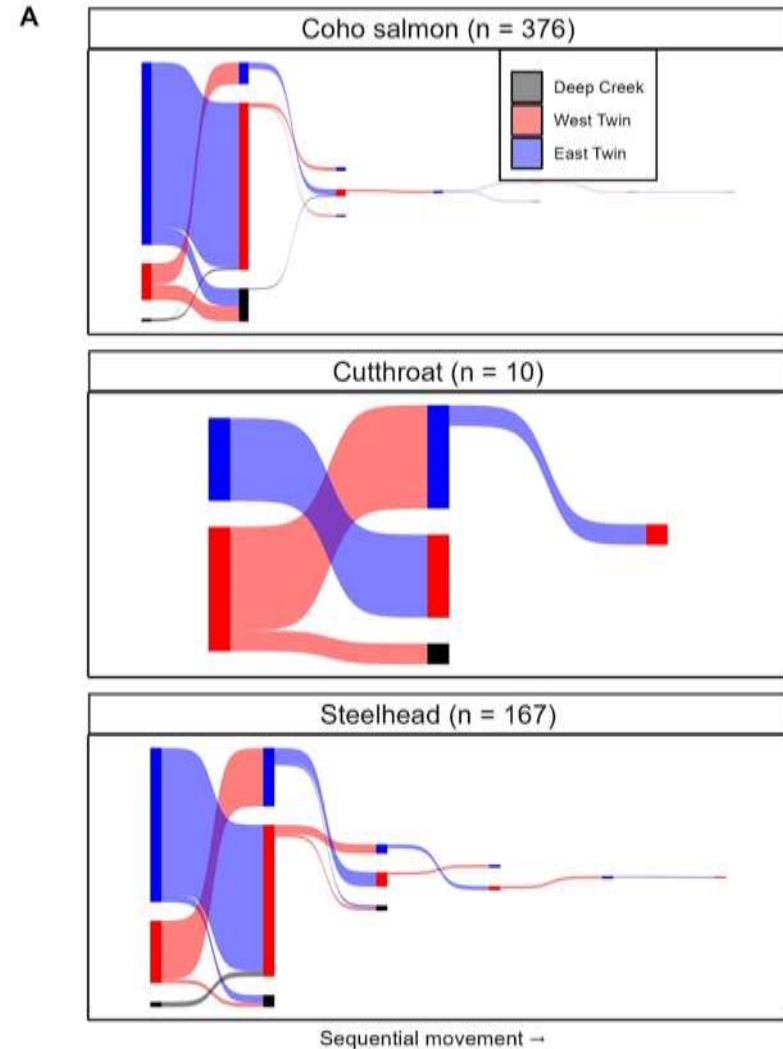 A
Coho salmon (n = 376)
Deep Creek
West Twin
East Twin
Cutthroat (n = 10)
Steelhead (n = 167)
Sequential movement →